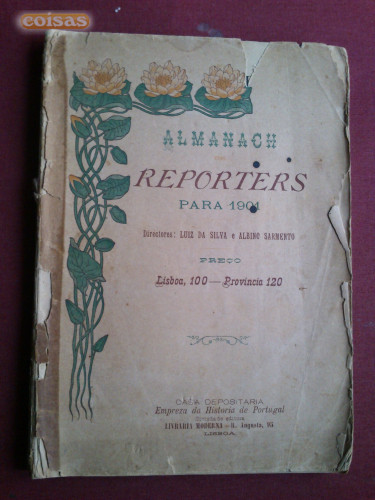 coisas
ALMANACH
REPORTERS
PARA 1901
Directores: LUIZ DA SILVA e ALBINO SARMENTO
PREÇO
Lisboa, 100 — Provincia 120
CASA DEPOSITARIA
Empreza da Historia de Portugal
LIVRARIA MODERNA — R. Augusta, 95
LISBOA